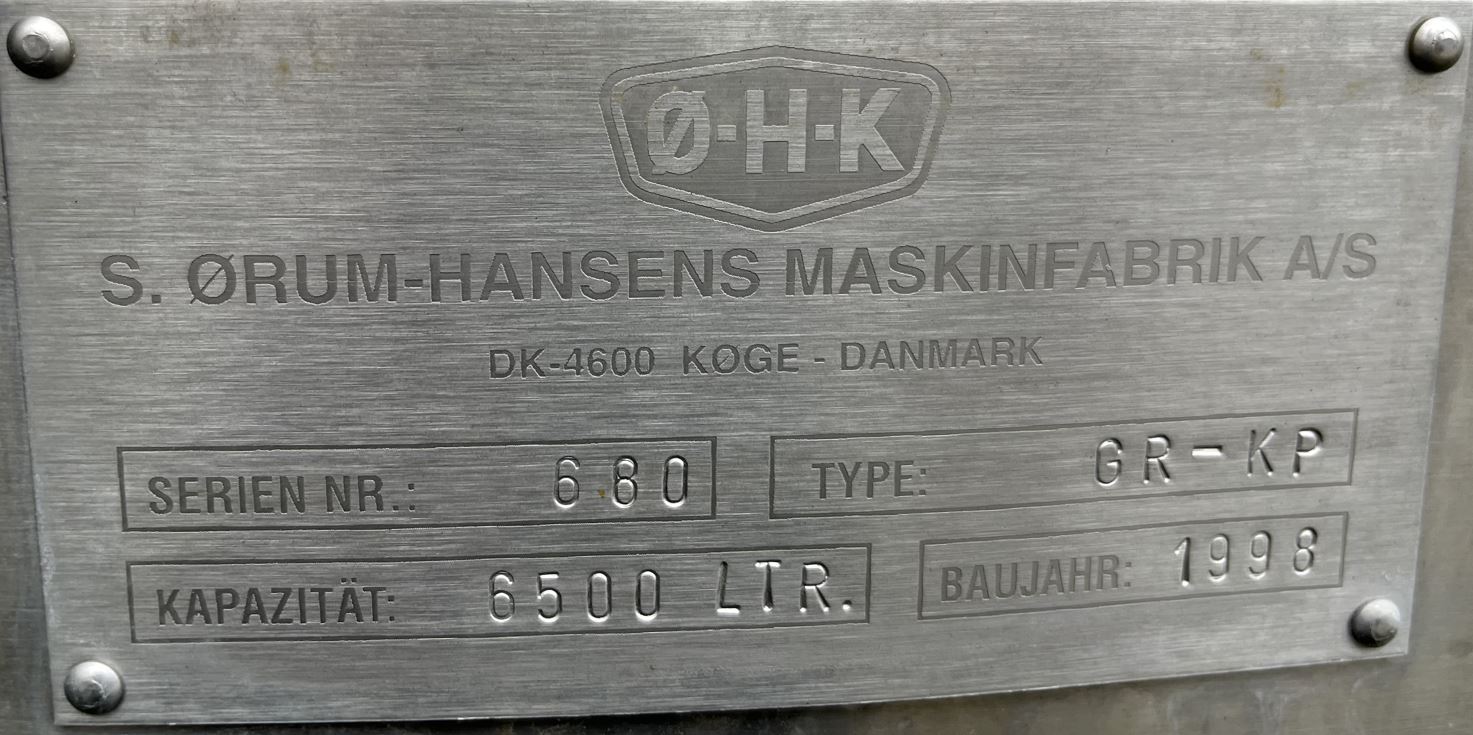 Ø-H-K
S. ØRUM-HANSENS MASKINFABRIK A/S
DK-4600 KØGE - DANMARK
SERIEN NR.: 680 TYPE: GR-KP
KAPAZITÄT: 6500 LTR. BAUJAHR: 1998